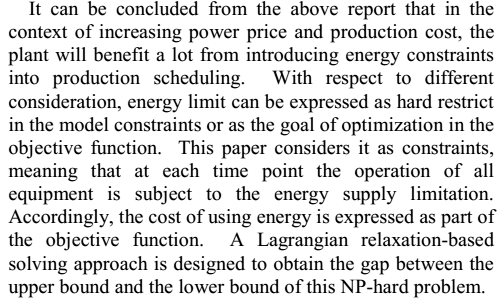 It can be concluded from the above report that in the
context of increasing power price and production cost, the
plant will benefit a lot from introducing energy constraints
into production scheduling. With respect to different
consideration, energy limit can be expressed as hard restrict
in the model constraints or as the goal of optimization in the
objective function. This paper considers it as constraints,
meaning that at each time point the operation of all
equipment is subject to the energy supply limitation.
Accordingly, the cost of using energy is expressed as part of
the objective function. A Lagrangian relaxation-based
solving approach is designed to obtain the gap between the
upper bound and the lower bound of this NP-hard problem.